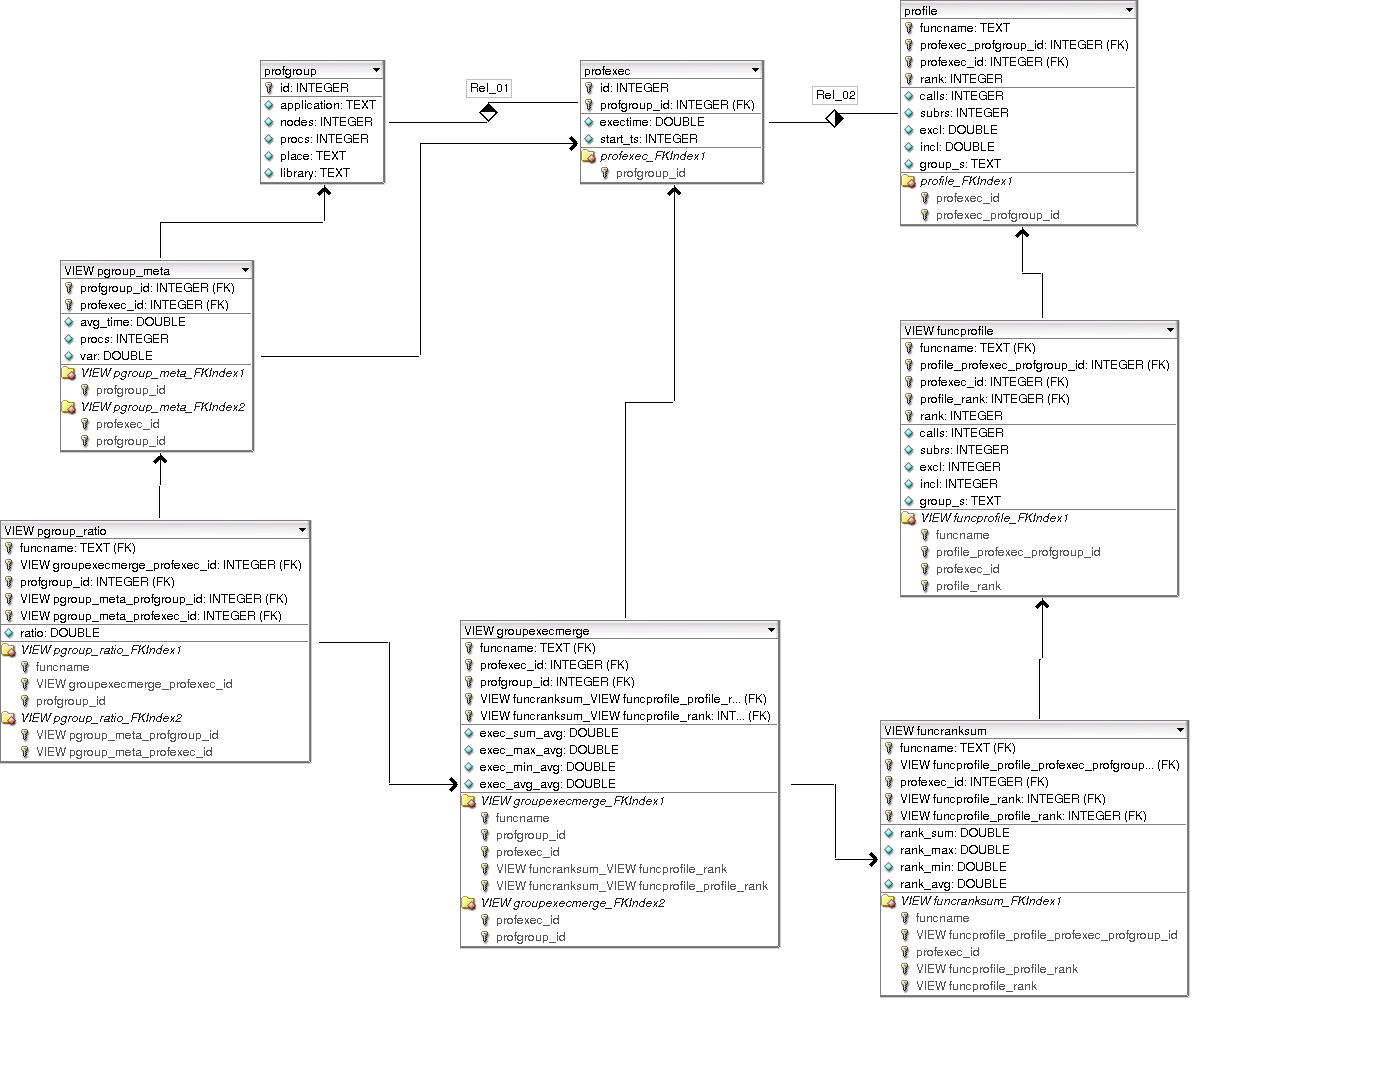 profile
funcname: TEXT
profexec_profgroup_id: INTEGER (FK)
profexec_id: INTEGER (FK)
rank: INTEGER
calls: INTEGER
subrs: INTEGER
excl: DOUBLE
incl: DOUBLE
group_s: TEXT
profile_FKIndex1
profexec_id
profexec_profgroup_id
profgroup
id: INTEGER
application: TEXT
nodes: INTEGER
procs: INTEGER
place: TEXT
library: TEXT
Rel_01
profexec
id: INTEGER
profgroup_id: INTEGER (FK)
exectime: DOUBLE
start_ts: INTEGER
profexec_FKIndex1
profgroup_id
Rel_02
VIEW pgroup_meta
profgroup_id: INTEGER (FK)
profexec_id: INTEGER (FK)
avg_time: DOUBLE
procs: INTEGER
var: DOUBLE
VIEW pgroup_meta_FKIndex1
profgroup_id
VIEW pgroup_meta_FKIndex2
profexec_id
profgroup_id
VIEW funcprofile
funcname: TEXT (FK)
profile_profexec_profgroup_id: INTEGER (FK)
profexec_id: INTEGER (FK)
profile_rank: INTEGER (FK)
rank: INTEGER
calls: INTEGER
subrs: INTEGER
excl: INTEGER
incl: INTEGER
group_s: TEXT
VIEW funcprofile_FKIndex1
funcname
profile_profexec_profgroup_id
profexec_id
profile_rank
VIEW pgroup_ratio
funcname: TEXT (FK)
VIEW groupexecmerge_profexec_id: INTEGER (FK)
profgroup_id: INTEGER (FK)
VIEW pgroup_meta_profgroup_id: INTEGER (FK)
VIEW pgroup_meta_profexec_id: INTEGER (FK)
ratio: DOUBLE
VIEW pgroup_ratio_FKIndex1
funcname
VIEW groupexecmerge_profexec_id
profgroup_id
VIEW pgroup_ratio_FKIndex2
VIEW pgroup_meta_profgroup_id
VIEW pgroup_meta_profexec_id
VIEW groupexecmerge
funcname: TEXT (FK)
profexec_id: INTEGER (FK)
profgroup_id: INTEGER (FK)
VIEW funcranksum_VIEW funcprofile_profile_r... (FK)
VIEW funcranksum_VIEW funcprofile_rank: INT... (FK)
exec_sum_avg: DOUBLE
exec_max_avg: DOUBLE
exec_min_avg: DOUBLE
exec_avg_avg: DOUBLE
VIEW groupexecmerge_FKIndex1
funcname
profgroup_id
profexec_id
VIEW funcranksum_VIEW funcprofile_rank
VIEW funcranksum_VIEW funcprofile_profile_rank
VIEW groupexecmerge_FKIndex2
profexec_id
profgroup_id
VIEW funcranksum
funcname: TEXT (FK)
VIEW funcprofile_profile_profexec_profgroup... (FK)
profexec_id: INTEGER (FK)
VIEW funcprofile_rank: INTEGER (FK)
VIEW funcprofile_profile_rank: INTEGER (FK)
rank_sum: DOUBLE
rank_max: DOUBLE
rank_min: DOUBLE
rank_avg: DOUBLE
VIEW funcranksum_FKIndex1
funcname
VIEW funcprofile_profile_profexec_profgroup_id
profexec_id
VIEW funcprofile_profile_rank
VIEW funcprofile_rank